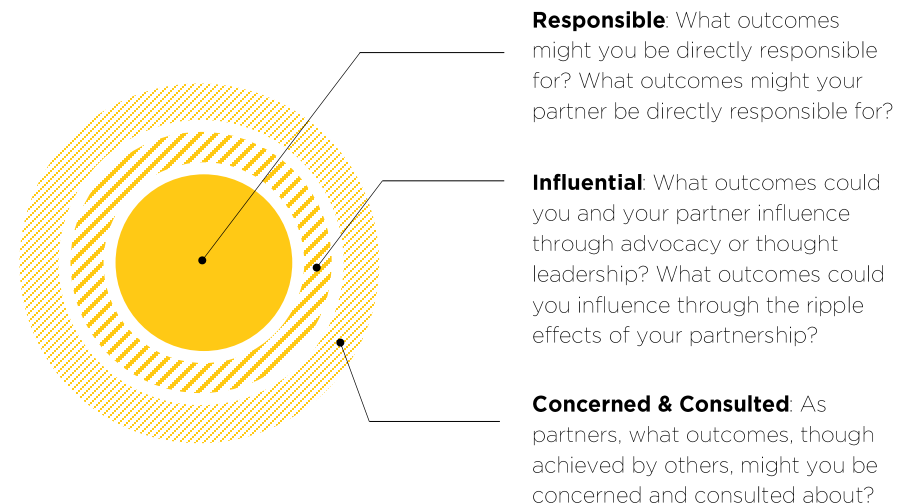 Responsible: What outcomes
might you be directly responsible
for? What outcomes might your
partner be directly responsible for?
Influential: What outcomes could
you and your partner influence
through advocacy or thought
leadership? What outcomes could
you influence through the ripple
effects of your partnership?
Concerned & Consulted: As
partners, what outcomes, though
achieved by others, might you be
concerned and consulted about?